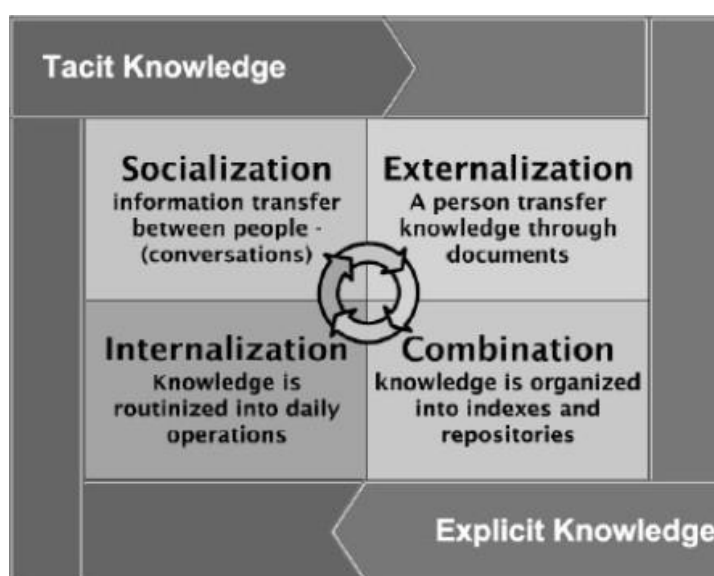 Tacit Knowledge
Socialization
information transfer
between people -
(conversations)
Externalization
A person transfer
knowledge through
documents
Internalization
Knowledge is
routinized into daily
operations
Combination
knowledge is organized
into indexes and
repositories
Explicit Knowledge